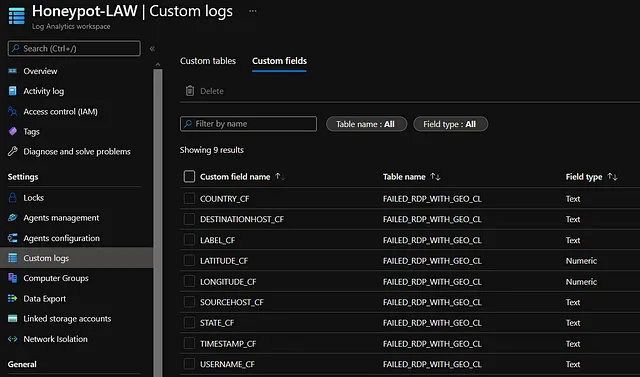 Honeypot-LAW | Custom logs ...
Log Analytics workspace
Search (Ctrl+/)
«
Overview
Activity log
Access control (IAM)
Tags
Diagnose and solve problems
Settings
Locks
Agents management
Agents configuration
Custom logs
Computer Groups
Data Export
Linked storage accounts
Network Isolation
General
Custom tables Custom fields
Delete
Filter by name Table name : All Field type : All
Showing 9 results
Custom field name ↑↓ Table name ↑↓ Field type ↑↓
COUNTRY_CF FAILED_RDP_WITH_GEO_CL Text
DESTINATIONHOST_CF FAILED_RDP_WITH_GEO_CL Text
LABEL_CF FAILED_RDP_WITH_GEO_CL Text
LATITUDE_CF FAILED_RDP_WITH_GEO_CL Numeric
LONGITUDE_CF FAILED_RDP_WITH_GEO_CL Numeric
SOURCEHOST_CF FAILED_RDP_WITH_GEO_CL Text
STATE_CF FAILED_RDP_WITH_GEO_CL Text
TIMESTAMP_CF FAILED_RDP_WITH_GEO_CL Text
USERNAME_CF FAILED_RDP_WITH_GEO_CL Text